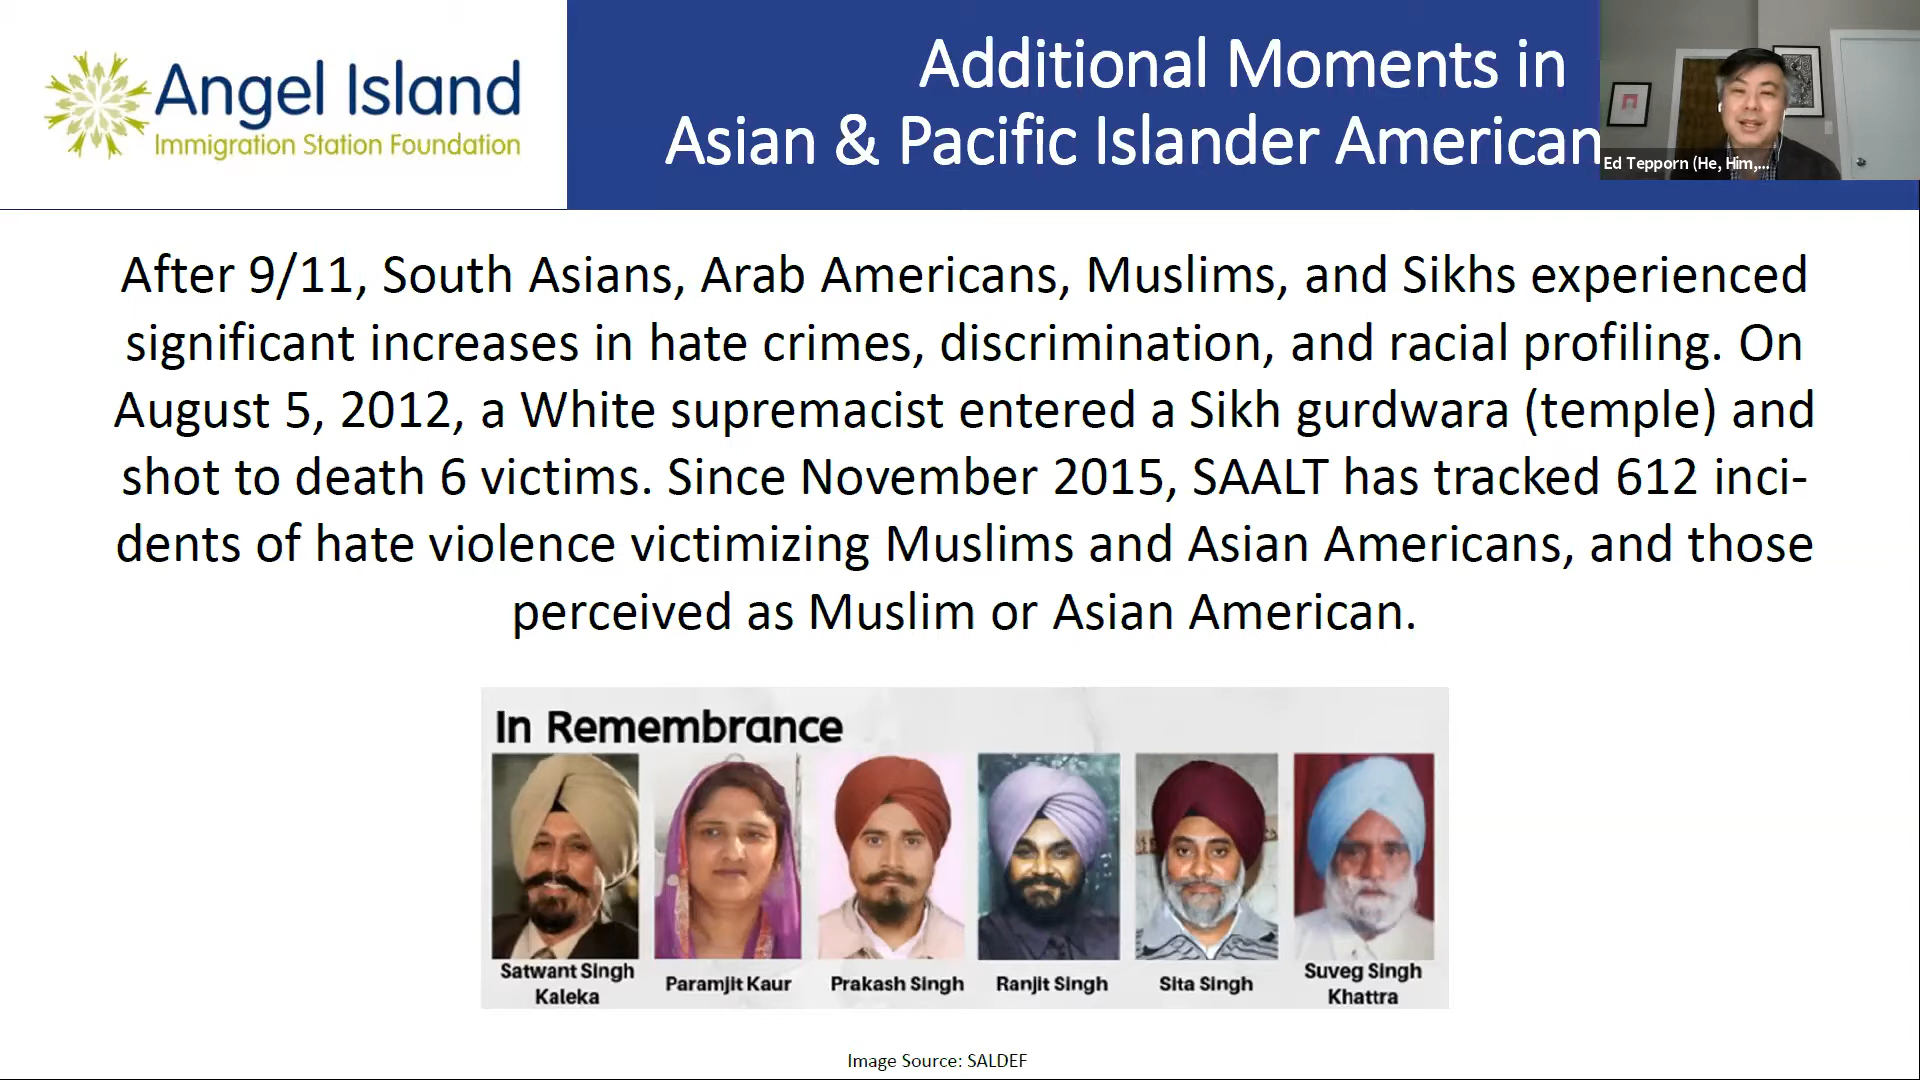 Angel Island
Immigration Station Foundation
Additional Moments in
Asian & Pacific Islander American
Ed Tepporn (He, Him,...
After 9/11, South Asians, Arab Americans, Muslims, and Sikhs experienced
significant increases in hate crimes, discrimination, and racial profiling. On
August 5, 2012, a White supremacist entered a Sikh gurdwara (temple) and
shot to death 6 victims. Since November 2015, SAALT has tracked 612 inci-
dents of hate violence victimizing Muslims and Asian Americans, and those
perceived as Muslim or Asian American.
In Remembrance
Satwant Singh
Kaleka
Paramjit Kaur
Prakash Singh
Ranjit Singh
Sita Singh
Suveg Singh
Khattra
Image Source: SALDEF